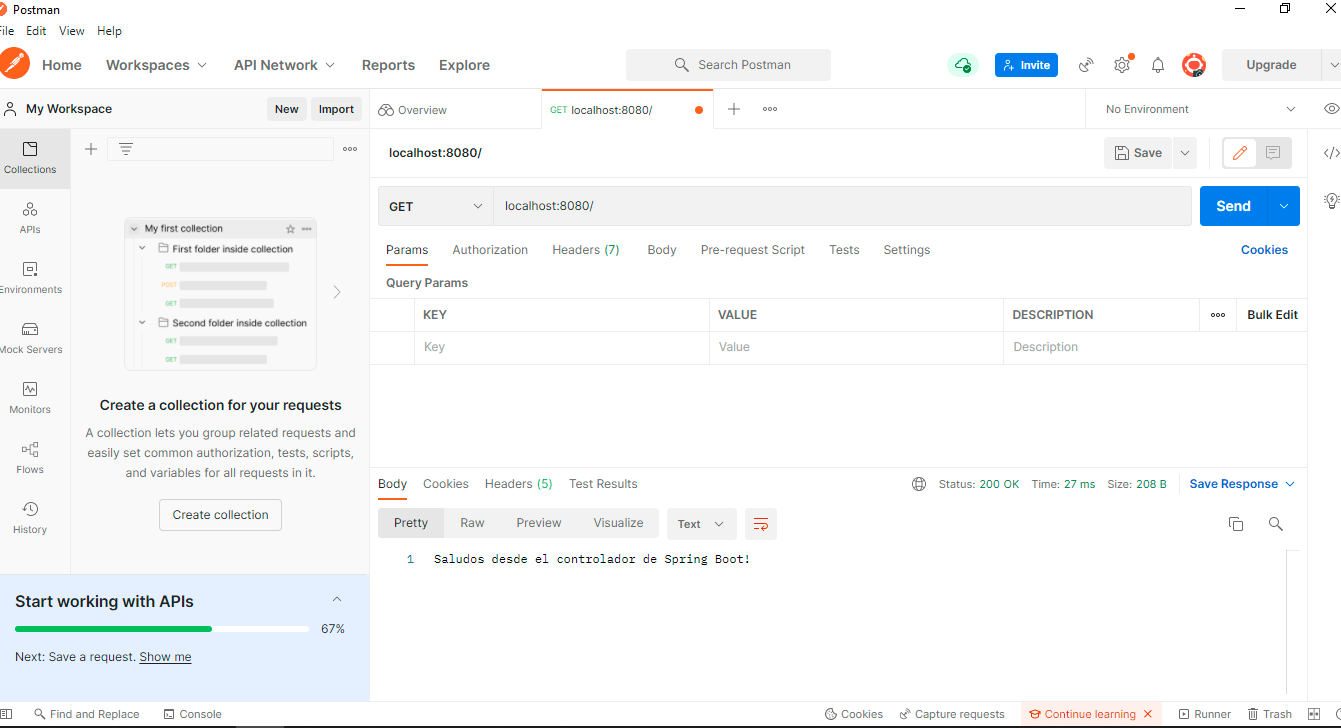 Postman
File Edit View Help
Home Workspaces API Network Reports Explore Search Postman Invite Upgrade
My Workspace New Import Overview GET localhost:8080/ No Environment
Collections
APIs
Environments
Mock Servers
Monitors
Flows
History
My first collection
First folder inside collection
GET
POST
GET
Second folder inside collection
GET
GET
Create a collection for your requests
A collection lets you group related requests and
easily set common authorization, tests, scripts,
and variables for all requests in it.
Create collection
Start working with APIs
67%
Next: Save a request. Show me
localhost:8080/ Save
GET localhost:8080/ Send
Params Authorization Headers (7) Body Pre-request Script Tests Settings Cookies
Query Params
KEY VALUE DESCRIPTION Bulk Edit
Key Value Description
Body Cookies Headers (5) Test Results Status: 200 OK Time: 27 ms Size: 208 B Save Response
Pretty Raw Preview Visualize Text
1 Saludos desde el controlador de Spring Boot!
Find and Replace Console Cookies Capture requests Continue learning Runner Trash